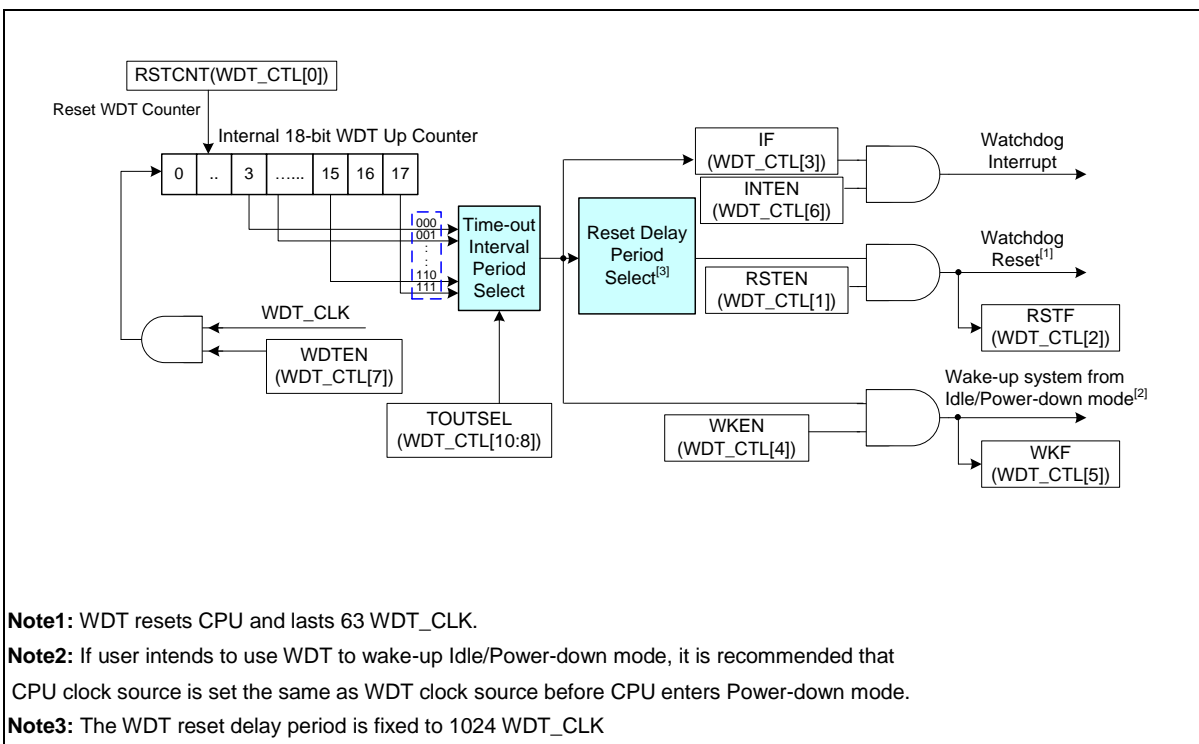 RSTCNT(WDT_CTL[0])
Reset WDT Counter
Internal 18-bit WDT Up Counter
0 .. 3 …... 15 16 17
000
001
:
:
110
111
Time-out
Interval
Period
Select
Reset Delay
Period
Select[3]
IF
(WDT_CTL[3])
INTEN
(WDT_CTL[6])
Watchdog
Interrupt
RSTEN
(WDT_CTL[1])
Watchdog
Reset[1]
RSTF
(WDT_CTL[2])
WDT_CLK
WDTEN
(WDT_CTL[7])
TOUTSEL
(WDT_CTL[10:8])
WKEN
(WDT_CTL[4])
Wake-up system from
Idle/Power-down mode[2]
WKF
(WDT_CTL[5])
Note1: WDT resets CPU and lasts 63 WDT_CLK.
Note2: If user intends to use WDT to wake-up Idle/Power-down mode, it is recommended that
CPU clock source is set the same as WDT clock source before CPU enters Power-down mode.
Note3: The WDT reset delay period is fixed to 1024 WDT_CLK